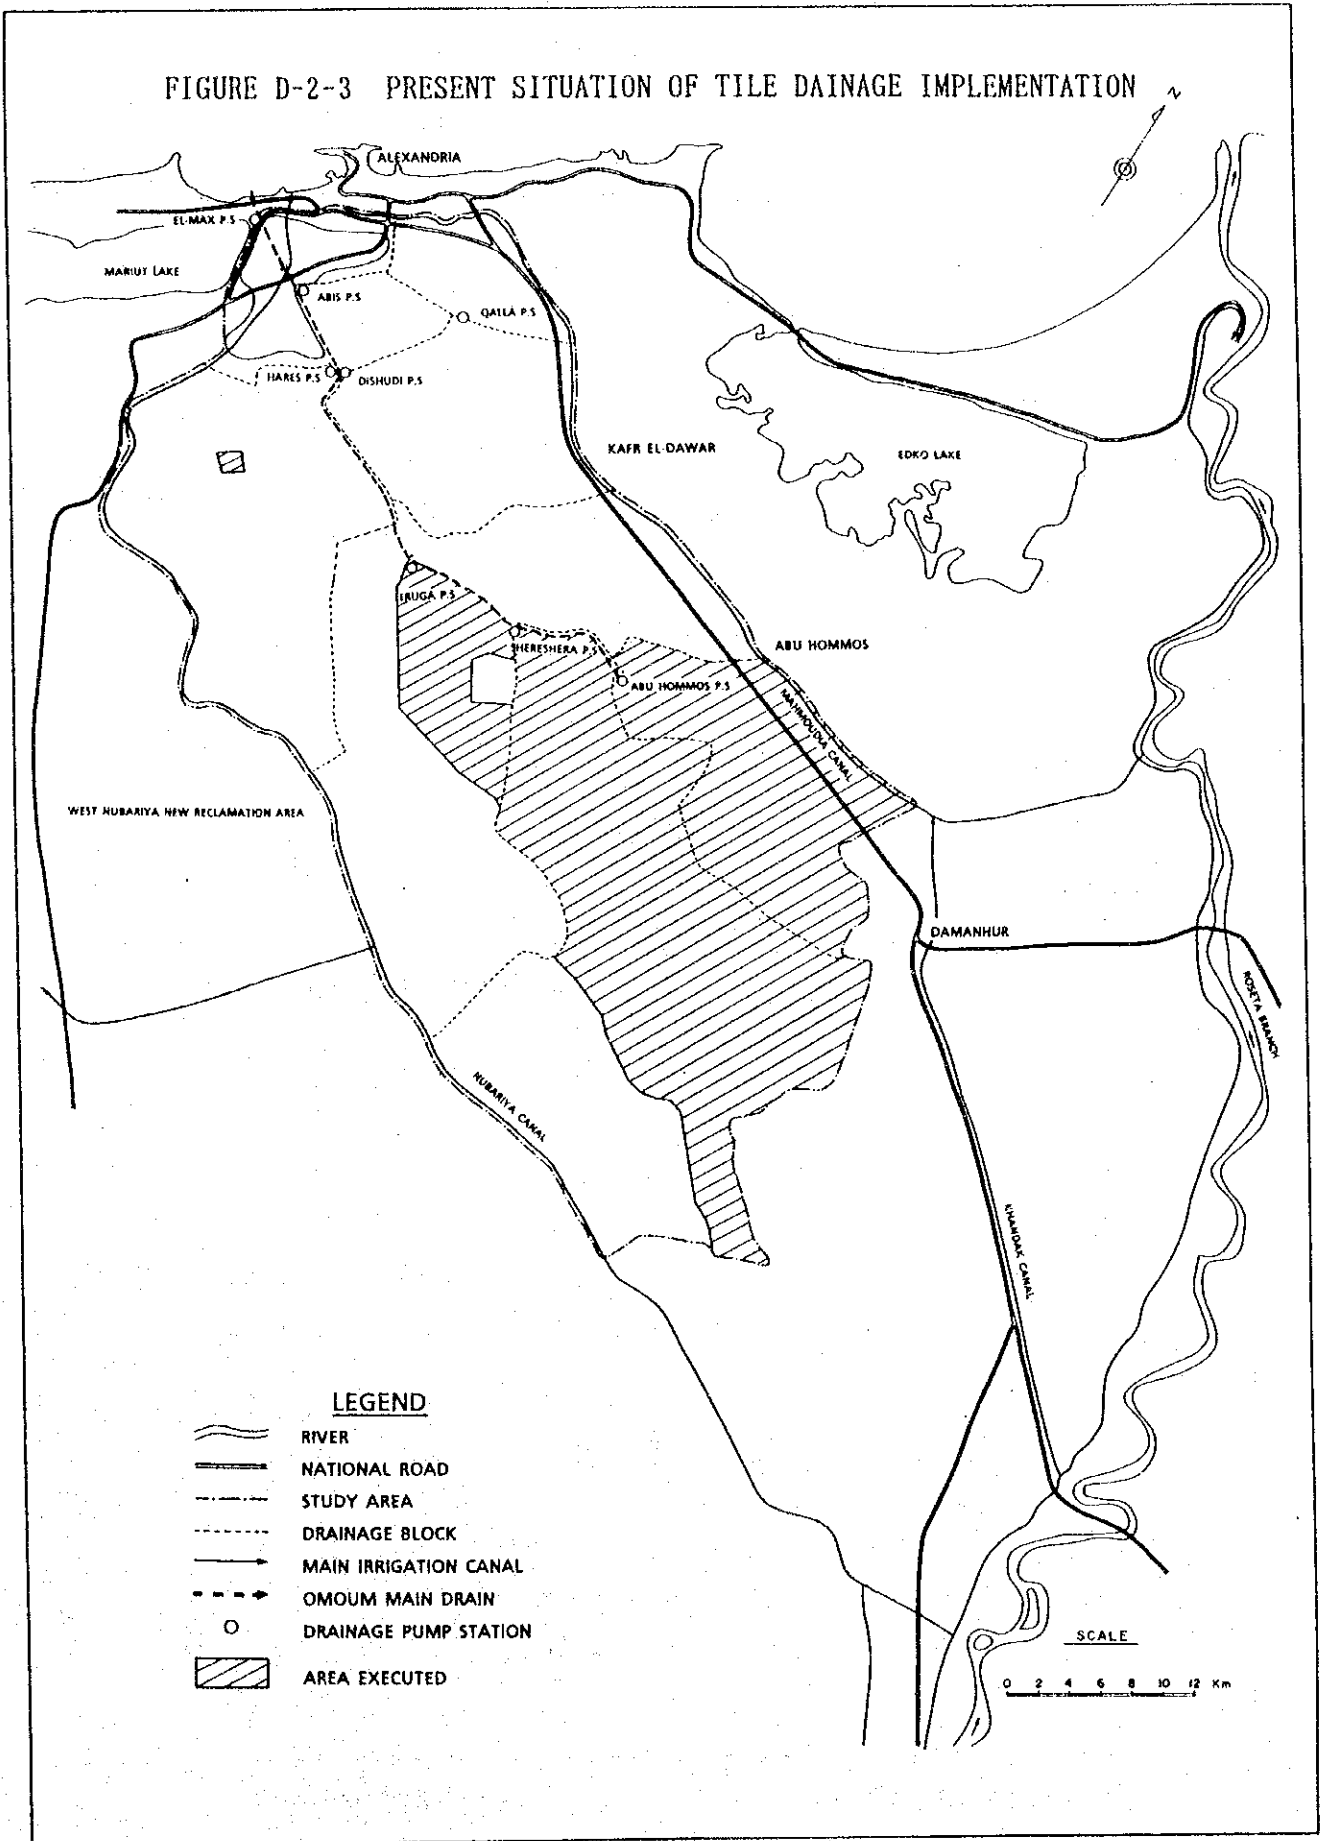 FIGURE D-2-3 PRESENT SITUATION OF TILE DAINAGE IMPLEMENTATION
N
ALEXANDRIA
EL-MAX P.S
MARIUT LAKE
ABIS P.S
QALLA P.S
HARES P.S
DISHUDI P.S
KAFR EL-DAWAR
EDKO LAKE
TRUGA P.S
HERESHERA P.S
ABU HOMMOS
ABU HOMMOS P.S
MAHMOUDIA CANAL
WEST NUBARIYA NEW RECLAMATION AREA
DAMANHUR
ROSETA BRANCH
NUBARIYA CANAL
KHANDAK CANAL
LEGEND
RIVER
NATIONAL ROAD
STUDY AREA
DRAINAGE BLOCK
MAIN IRRIGATION CANAL
OMOUM MAIN DRAIN
DRAINAGE PUMP STATION
AREA EXECUTED
SCALE
0 2 4 6 8 10 12 Km